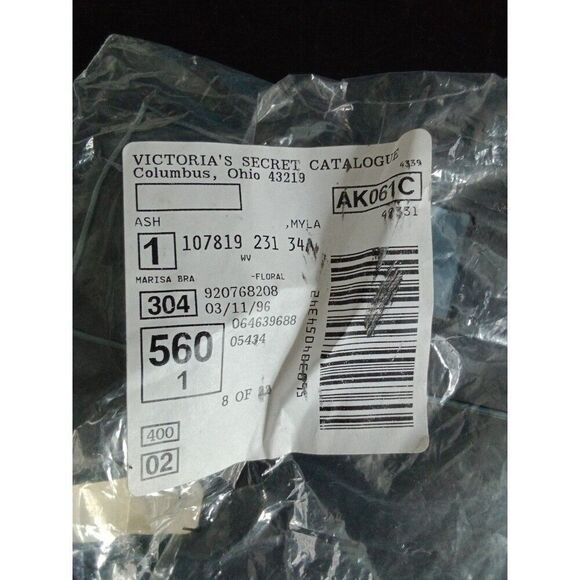 VICTORIA'S SECRET CATALOGUE 4339
Columbus, Ohio 43219
AK061C
48331
ASH ,MYLA
1 107819 231 34A
WV
MARISA BRA -FLORAL
304 920768208
03/11/96
064639688
560 05434
1
8 OF
400
02